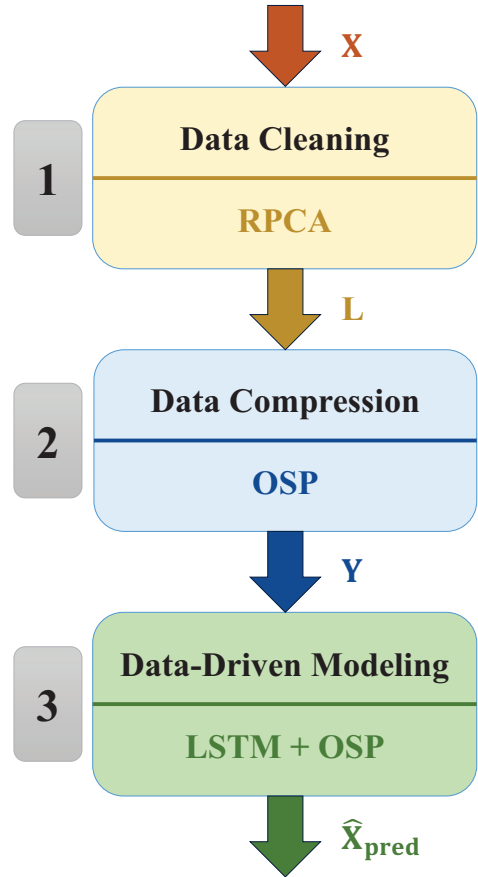 X
1
Data Cleaning
RPCA
L
2
Data Compression
OSP
Y
3
Data-Driven Modeling
LSTM + OSP
X̂pred